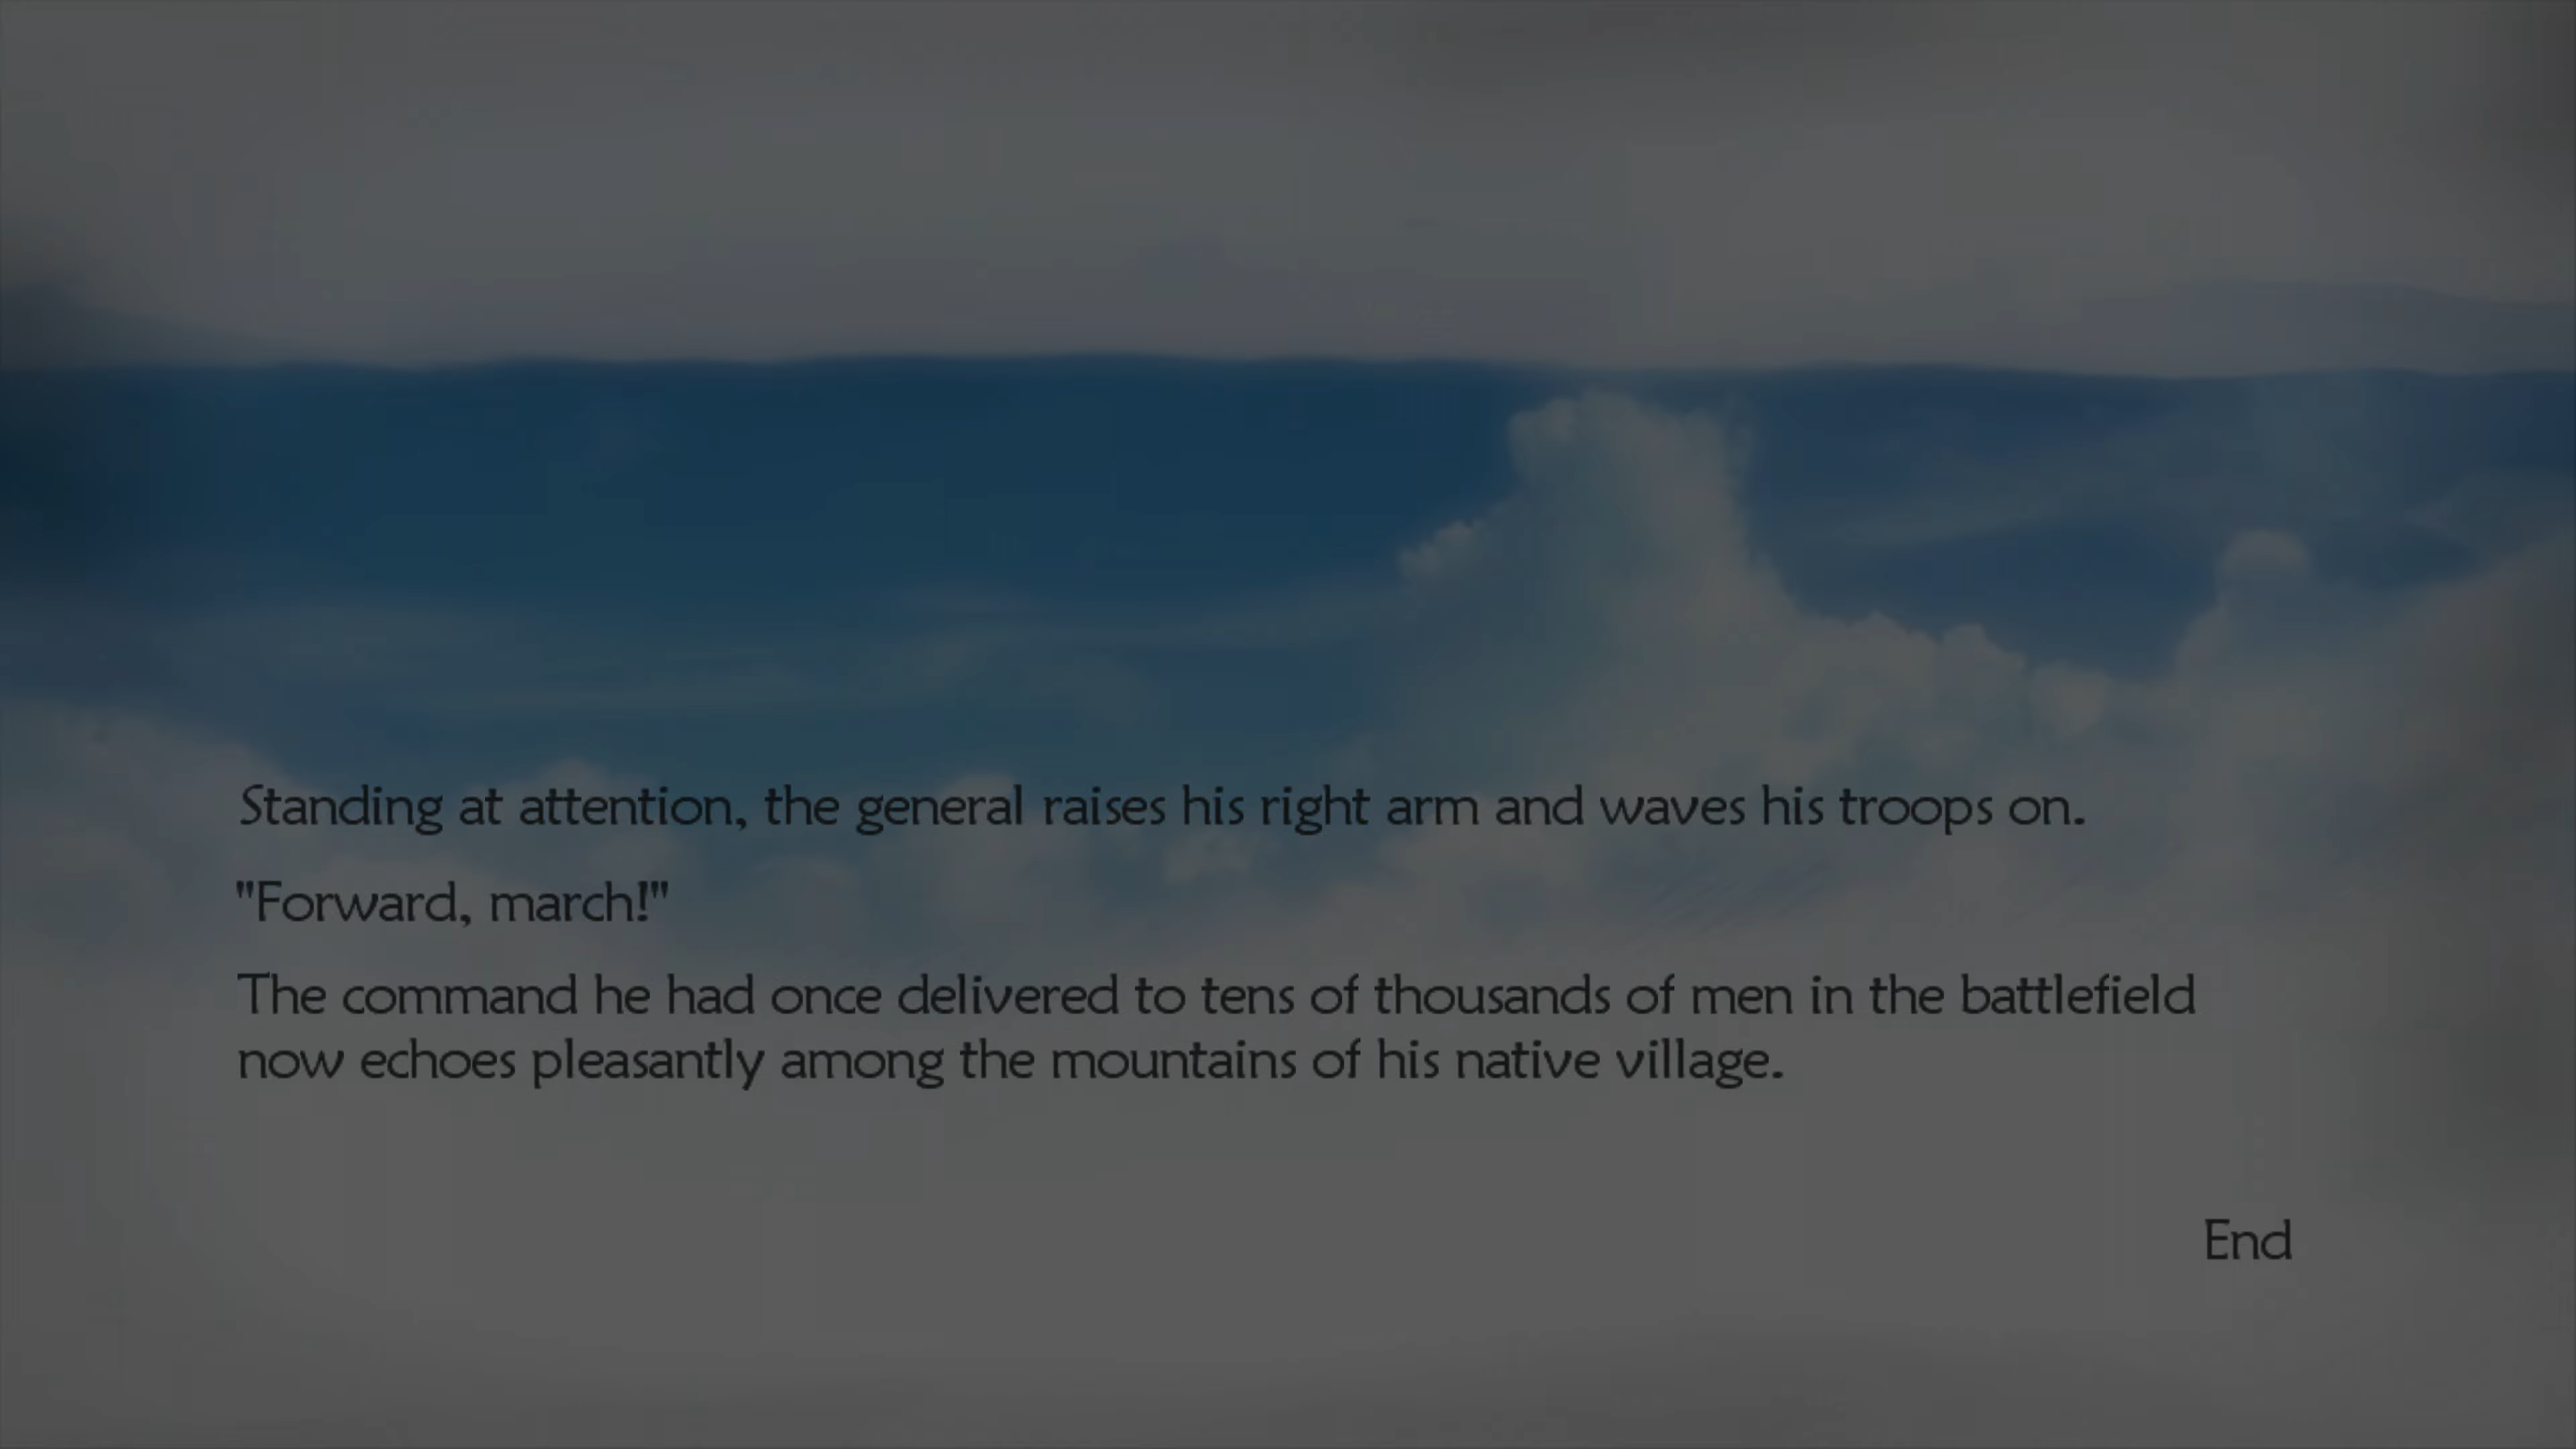 Standing at attention, the general raises his right arm and waves his troops on.
"Forward, march!"
The command he had once delivered to tens of thousands of men in the battlefield
now echoes pleasantly among the mountains of his native village.
End